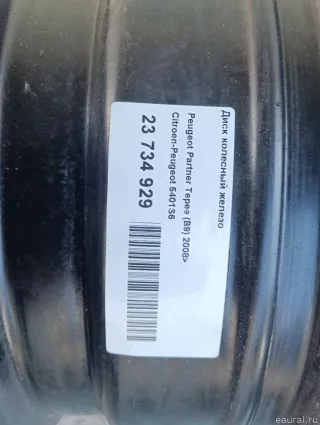 Диск колесный железо
Peugeot Partner Tepee (B9) 2008>
Citroen-Peugeot 5401S6
23 734 929
eaural.ru